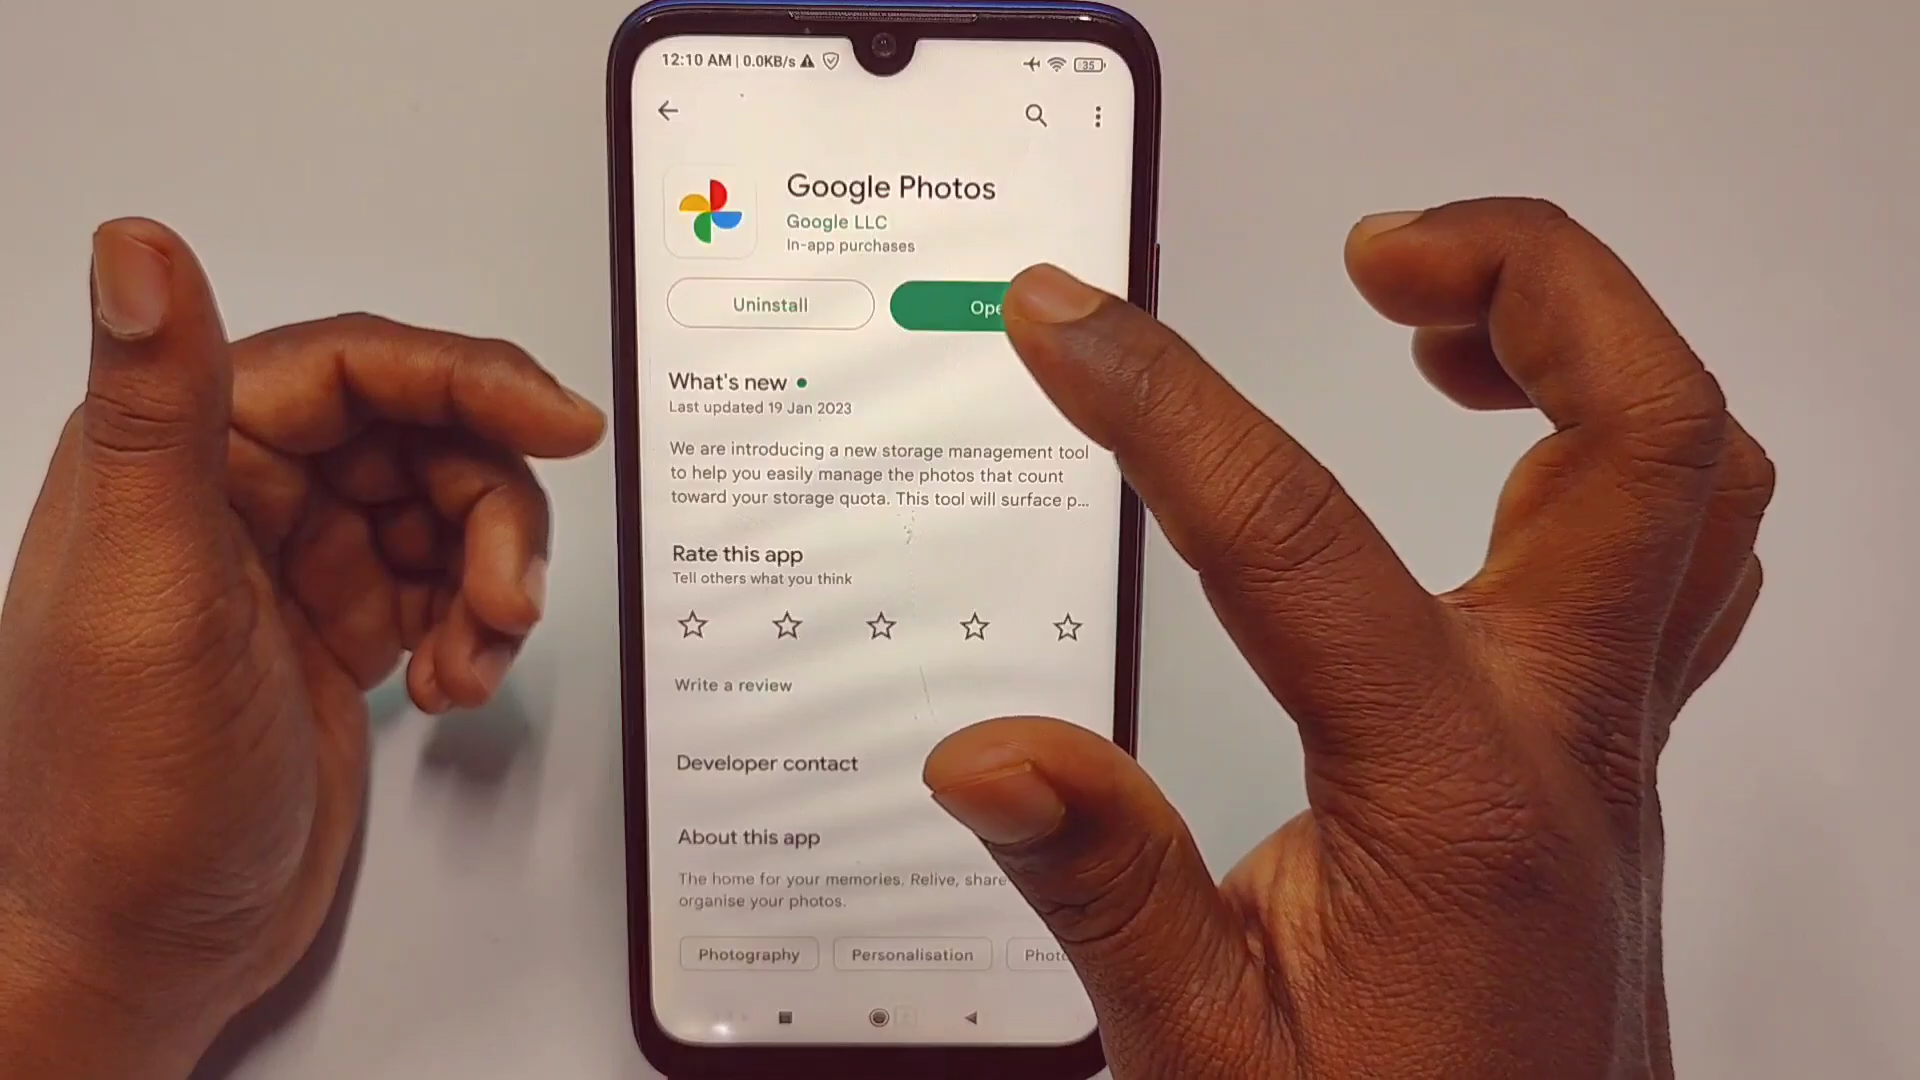 12:10 AM | 0.0KB/s
35
Google Photos
Google LLC
In-app purchases
Uninstall
Ope
What's new
Last updated 19 Jan 2023
We are introducing a new storage management tool
to help you easily manage the photos that count
toward your storage quota. This tool will surface p...
Rate this app
Tell others what you think
Write a review
Developer contact
About this app
The home for your memories. Relive, share
organise your photos.
Photography
Personalisation
Photo